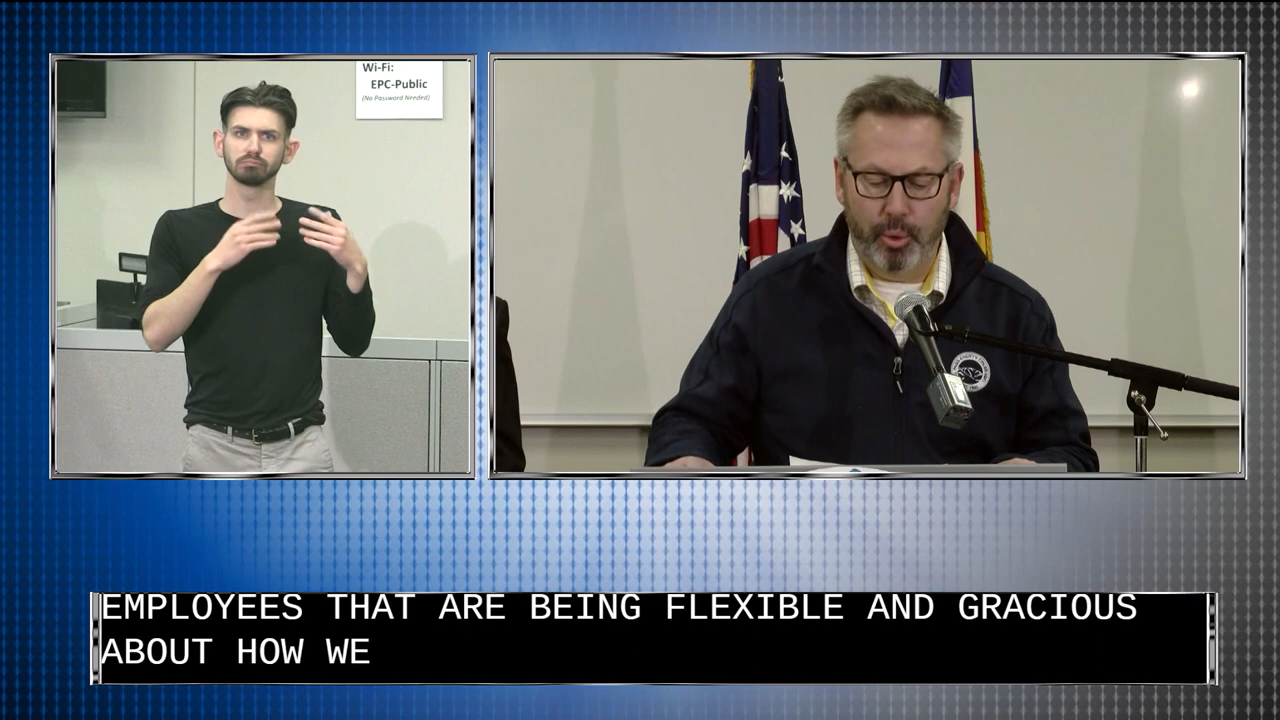 Wi-Fi:
EPC-Public
(No Password Needed)
EMPLOYEES THAT ARE BEING FLEXIBLE AND GRACIOUS
ABOUT HOW WE